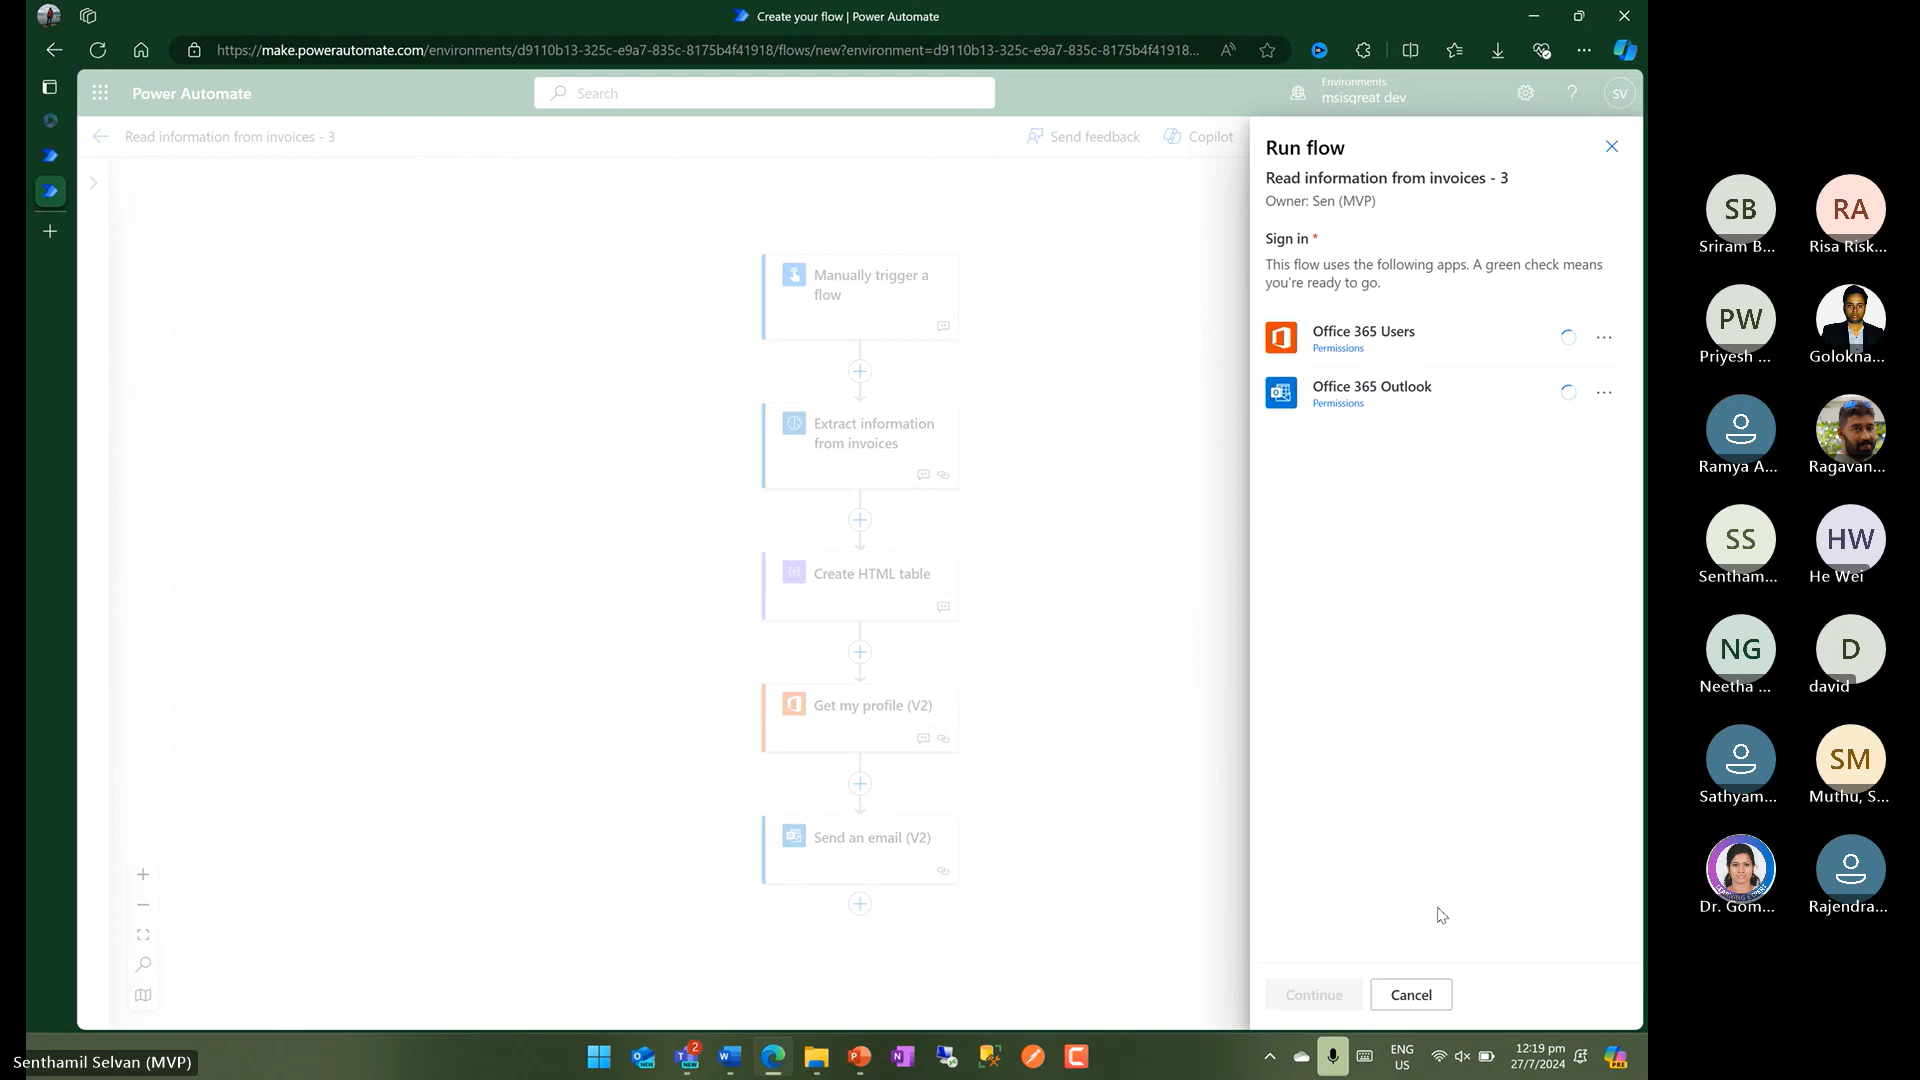 Create your flow | Power Automate
https://make.powerautomate.com/environments/d9110b13-325c-e9a7-835c-8175b4f41918/flows/new?environment=d9110b13-325c-e9a7-835c-8175b4f41918...
Power Automate
Search
Environments
msisgreat dev
?
SV
Read information from invoices - 3
Send feedback
Copilot
Manually trigger a
flow
Extract information
from invoices
Create HTML table
Get my profile (V2)
Send an email (V2)
Run flow
Read information from invoices - 3
Owner: Sen (MVP)
Sign in *
This flow uses the following apps. A green check means
you're ready to go.
Office 365 Users
Permissions
Office 365 Outlook
Permissions
Continue
Cancel
SB
Sriram B...
RA
Risa Risk...
PW
Priyesh ...
Golokna...
Ramya A...
Ragavan...
SS
Sentham...
HW
He Wei
NG
Neetha ...
D
david
Sathyam...
SM
Muthu, S...
Dr. Gom...
Rajendra...
Senthamil Selvan (MVP)
2
NEW
NEW
ENG
US
12:19 pm
27/7/2024
PRE